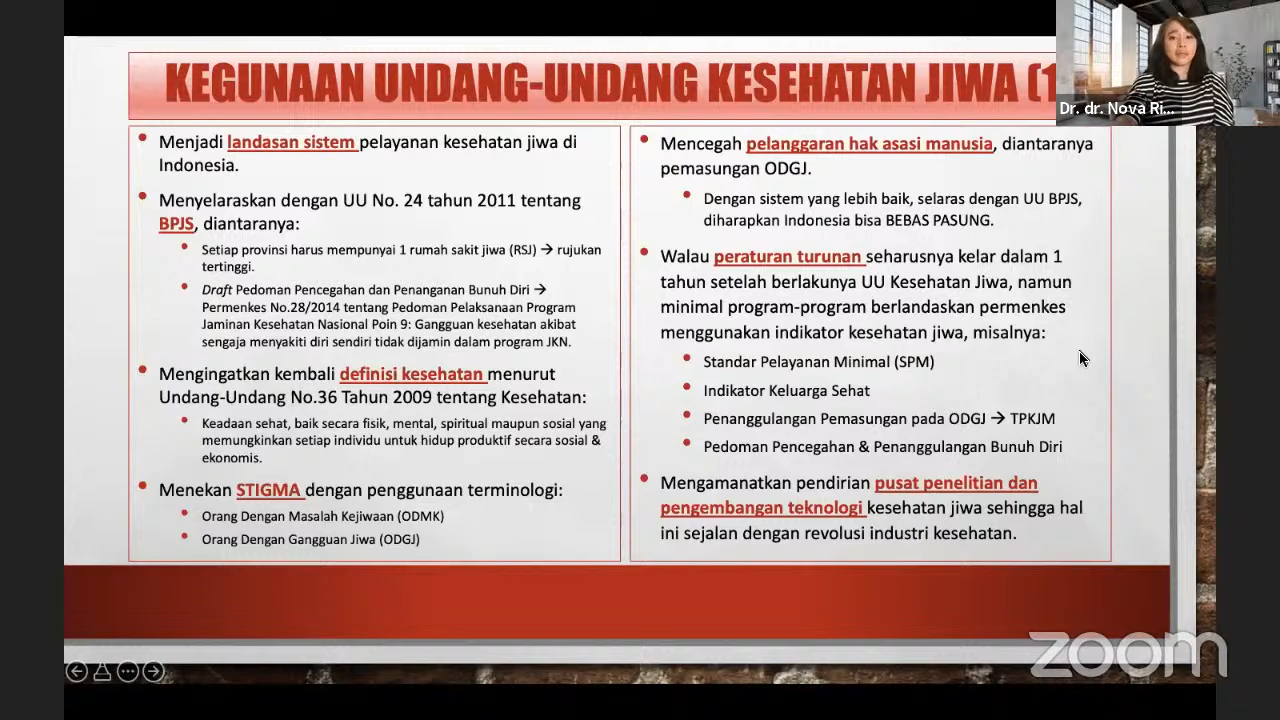 KEGUNAAN UNDANG-UNDANG KESEHATAN JIWA (1
Dr. dr. Nova Ri...
• Menjadi landasan sistem pelayanan kesehatan jiwa di
Indonesia.
• Menyelaraskan dengan UU No. 24 tahun 2011 tentang
BPJS, diantaranya:
• Setiap provinsi harus mempunyai 1 rumah sakit jiwa (RSJ) → rujukan
tertinggi.
• Draft Pedoman Pencegahan dan Penanganan Bunuh Diri →
Permenkes No.28/2014 tentang Pedoman Pelaksanaan Program
Jaminan Kesehatan Nasional Poin 9: Gangguan kesehatan akibat
sengaja menyakiti diri sendiri tidak dijamin dalam program JKN.
• Mengingatkan kembali definisi kesehatan menurut
Undang-Undang No.36 Tahun 2009 tentang Kesehatan:
• Keadaan sehat, baik secara fisik, mental, spiritual maupun sosial yang
memungkinkan setiap individu untuk hidup produktif secara sosial &
ekonomis.
• Menekan STIGMA dengan penggunaan terminologi:
• Orang Dengan Masalah Kejiwaan (ODMK)
• Orang Dengan Gangguan Jiwa (ODGJ)
• Mencegah pelanggaran hak asasi manusia, diantaranya
pemasungan ODGJ.
• Dengan sistem yang lebih baik, selaras dengan UU BPJS,
diharapkan Indonesia bisa BEBAS PASUNG.
• Walau peraturan turunan seharusnya kelar dalam 1
tahun setelah berlakunya UU Kesehatan Jiwa, namun
minimal program-program berlandaskan permenkes
menggunakan indikator kesehatan jiwa, misalnya:
• Standar Pelayanan Minimal (SPM)
• Indikator Keluarga Sehat
• Penanggulangan Pemasungan pada ODGJ → TPKJM
• Pedoman Pencegahan & Penanggulangan Bunuh Diri
• Mengamanatkan pendirian pusat penelitian dan
pengembangan teknologi kesehatan jiwa sehingga hal
ini sejalan dengan revolusi industri kesehatan.
zoom